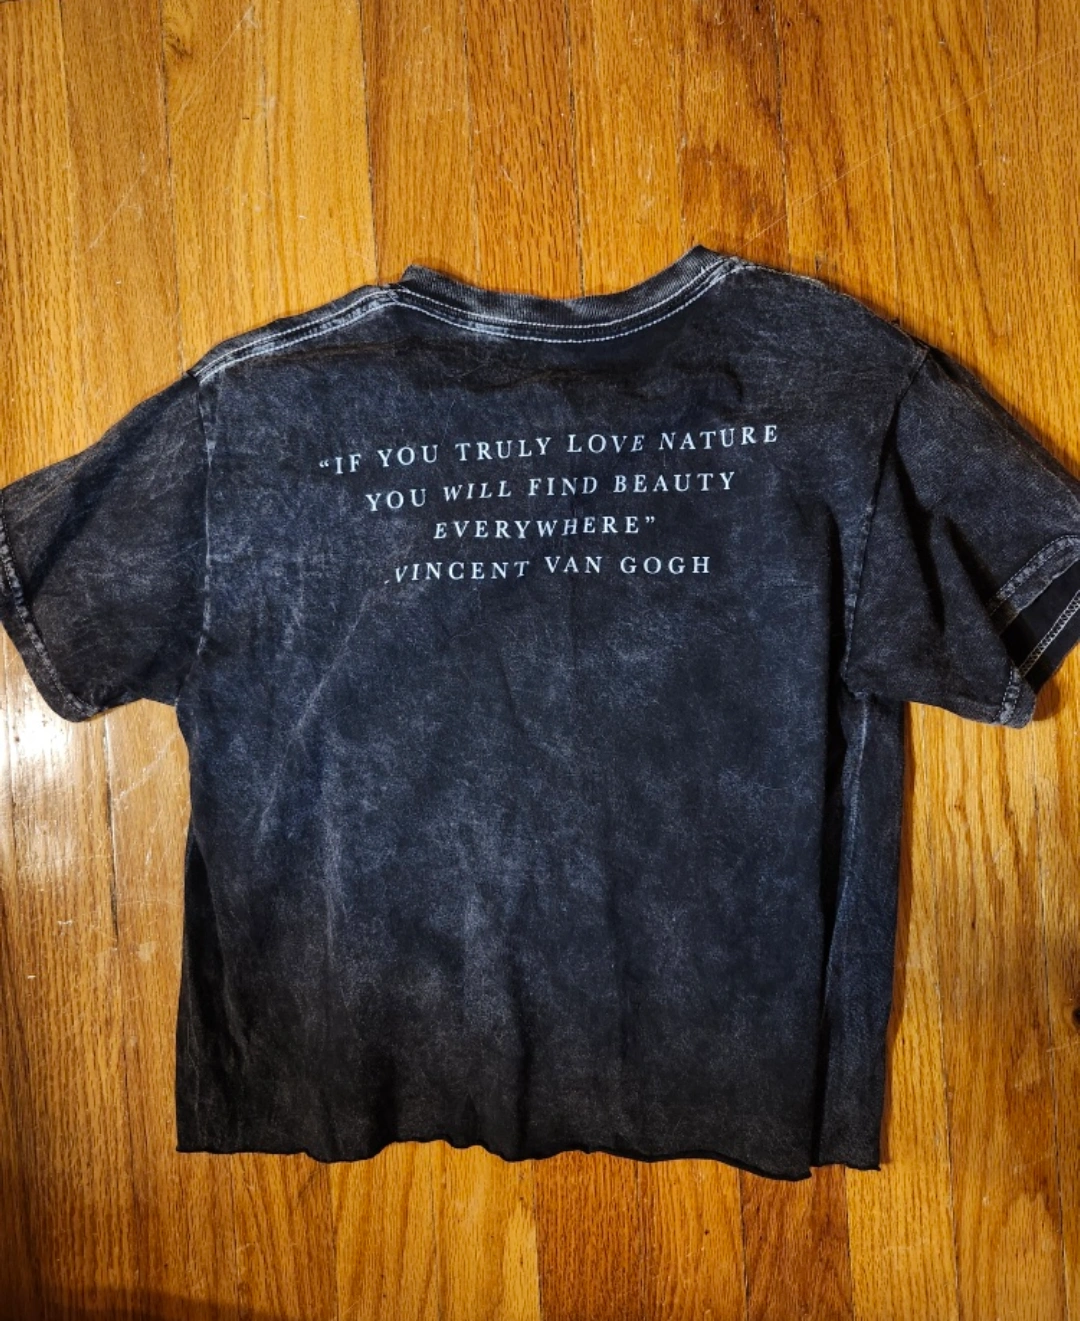 “IF YOU TRULY LOVE NATURE
YOU WILL FIND BEAUTY
EVERYWHERE”
VINCENT VAN GOGH